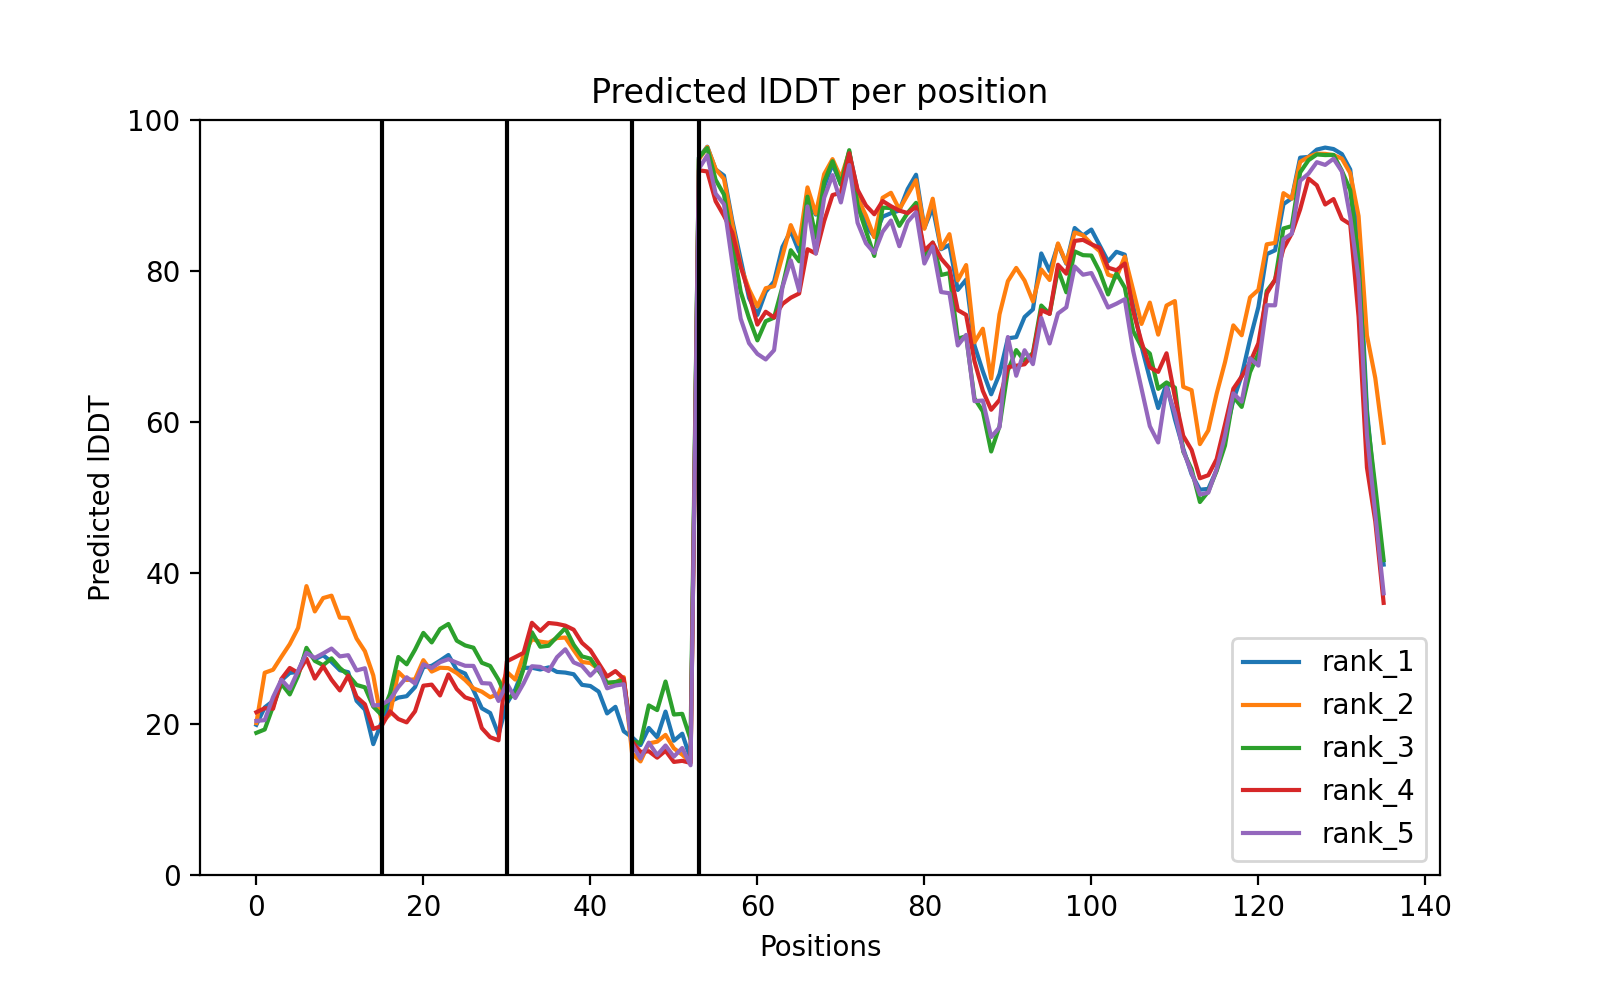 Predicted lDDT per position
Predicted lDDT
100
80
60
40
20
0
0 20 40 60 80 100 120 140
Positions
rank_1
rank_2
rank_3
rank_4
rank_5